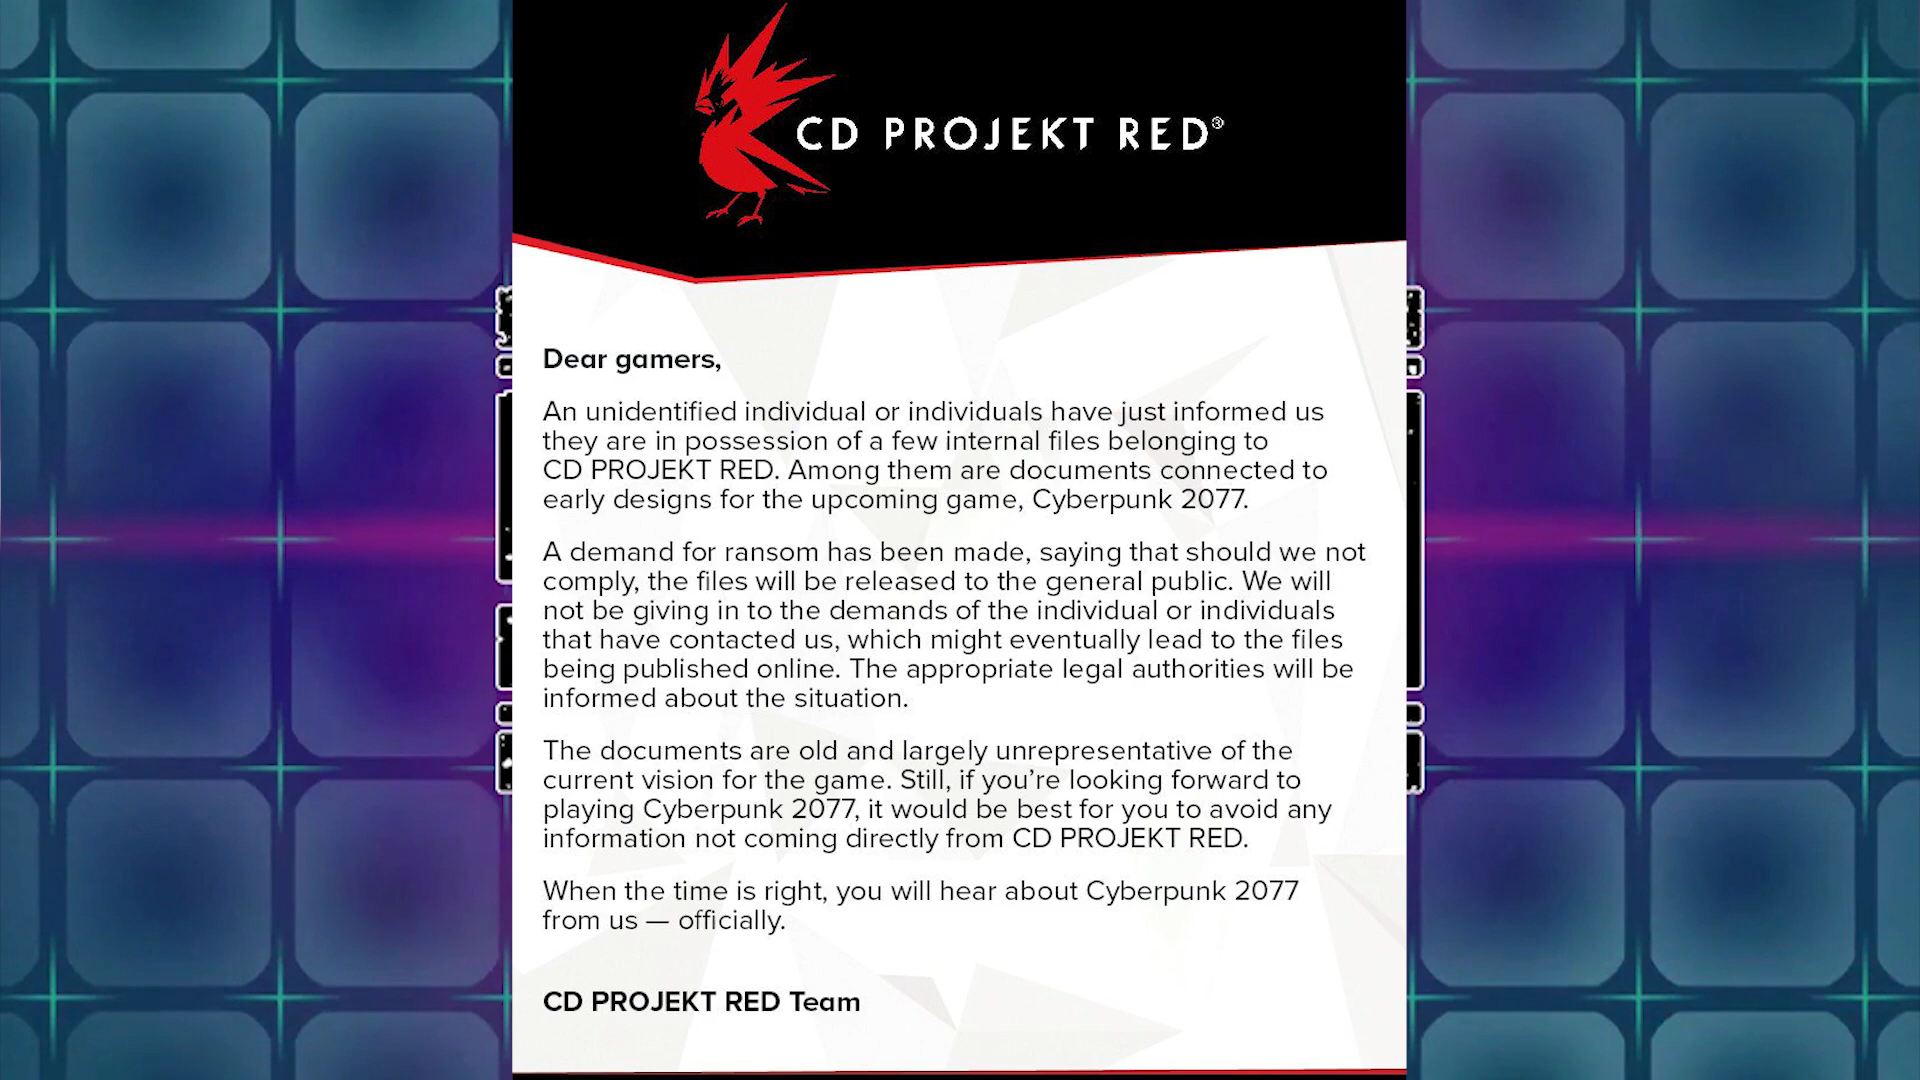 CD PROJEKT RED®
Dear gamers,
An unidentified individual or individuals have just informed us
they are in possession of a few internal files belonging to
CD PROJEKT RED. Among them are documents connected to
early designs for the upcoming game, Cyberpunk 2077.
A demand for ransom has been made, saying that should we not
comply, the files will be released to the general public. We will
not be giving in to the demands of the individual or individuals
that have contacted us, which might eventually lead to the files
being published online. The appropriate legal authorities will be
informed about the situation.
The documents are old and largely unrepresentative of the
current vision for the game. Still, if you’re looking forward to
playing Cyberpunk 2077, it would be best for you to avoid any
information not coming directly from CD PROJEKT RED.
When the time is right, you will hear about Cyberpunk 2077
from us — officially.
CD PROJEKT RED Team